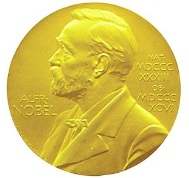 ALFR·
NOBEL
NAT·
MDCCC
XXXIII
OB·
MDCCC
XCVI